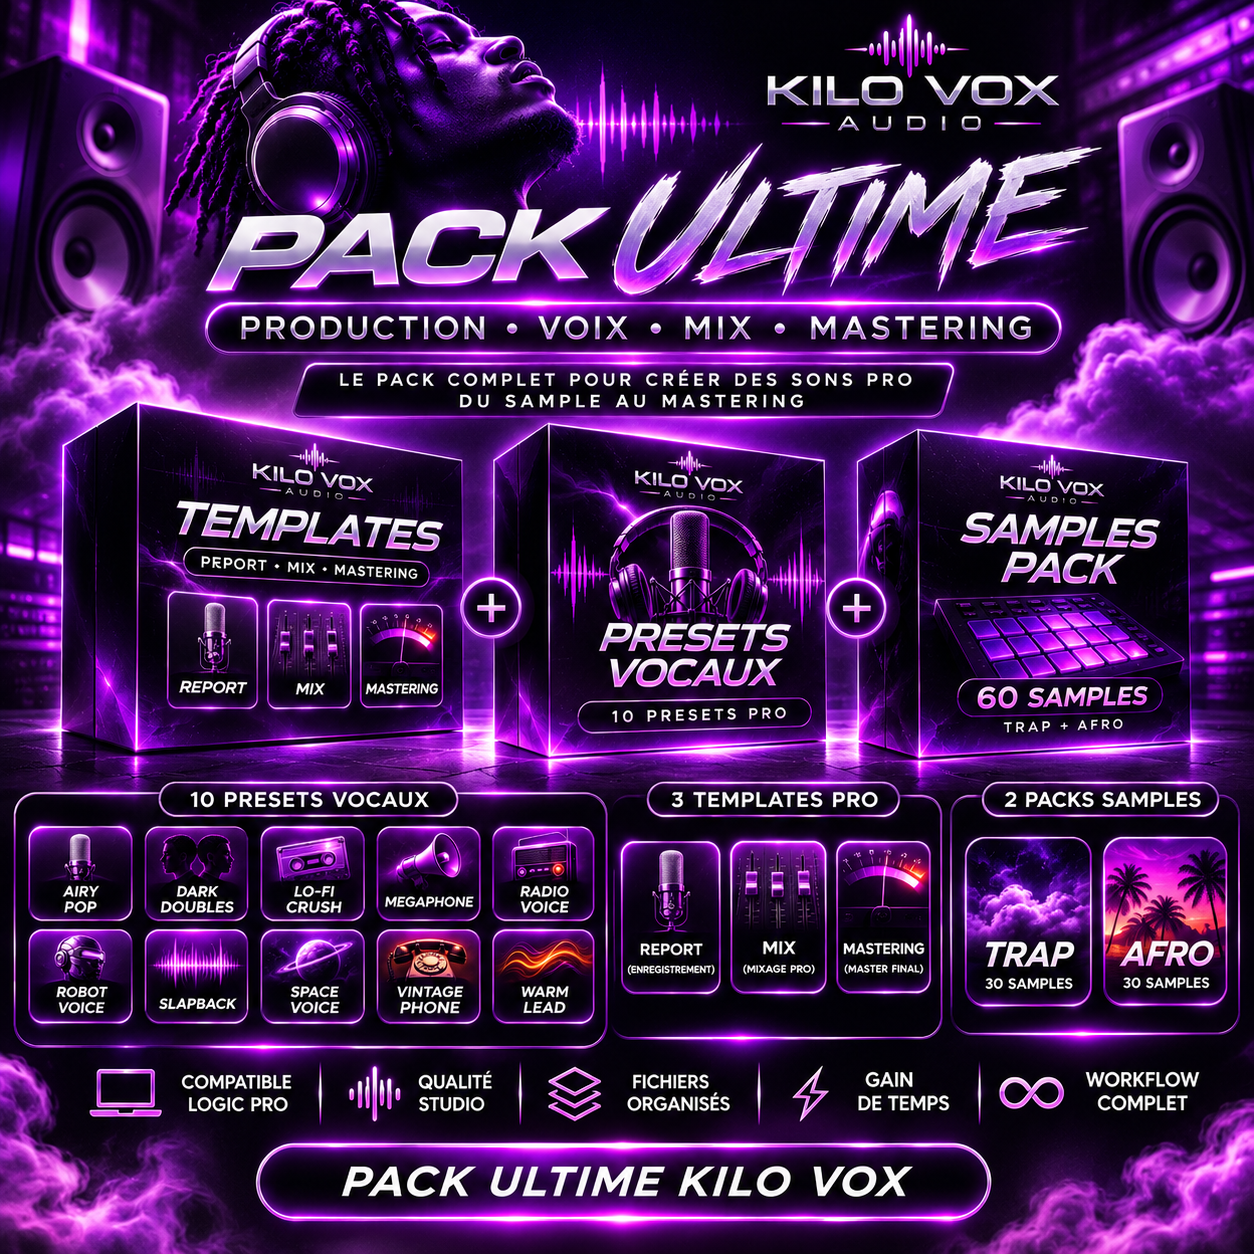 KILO VOX
AUDIO
PACK ULTIME
PRODUCTION • VOIX • MIX • MASTERING
LE PACK COMPLET POUR CRÉER DES SONS PRO
DU SAMPLE AU MASTERING
KILO VOX
AUDIO
TEMPLATES
REPORT • MIX • MASTERING
REPORT
MIX
MASTERING
+
KILO VOX
AUDIO
PRESETS
VOCAUX
10 PRESETS PRO
+
KILO VOX
AUDIO
SAMPLES
PACK
60 SAMPLES
TRAP + AFRO
10 PRESETS VOCAUX
AIRY
POP
DARK
DOUBLES
LO-FI
CRUSH
MEGAPHONE
RADIO
VOICE
ROBOT
VOICE
SLAPBACK
SPACE
VOICE
VINTAGE
PHONE
WARM
LEAD
3 TEMPLATES PRO
REPORT
(ENREGISTREMENT)
MIX
(MIXAGE PRO)
MASTERING
(MASTER FINAL)
2 PACKS SAMPLES
TRAP
30 SAMPLES
AFRO
30 SAMPLES
COMPATIBLE
LOGIC PRO
QUALITÉ
STUDIO
FICHIERS
ORGANISÉS
GAIN
DE TEMPS
WORKFLOW
COMPLET
PACK ULTIME KILO VOX